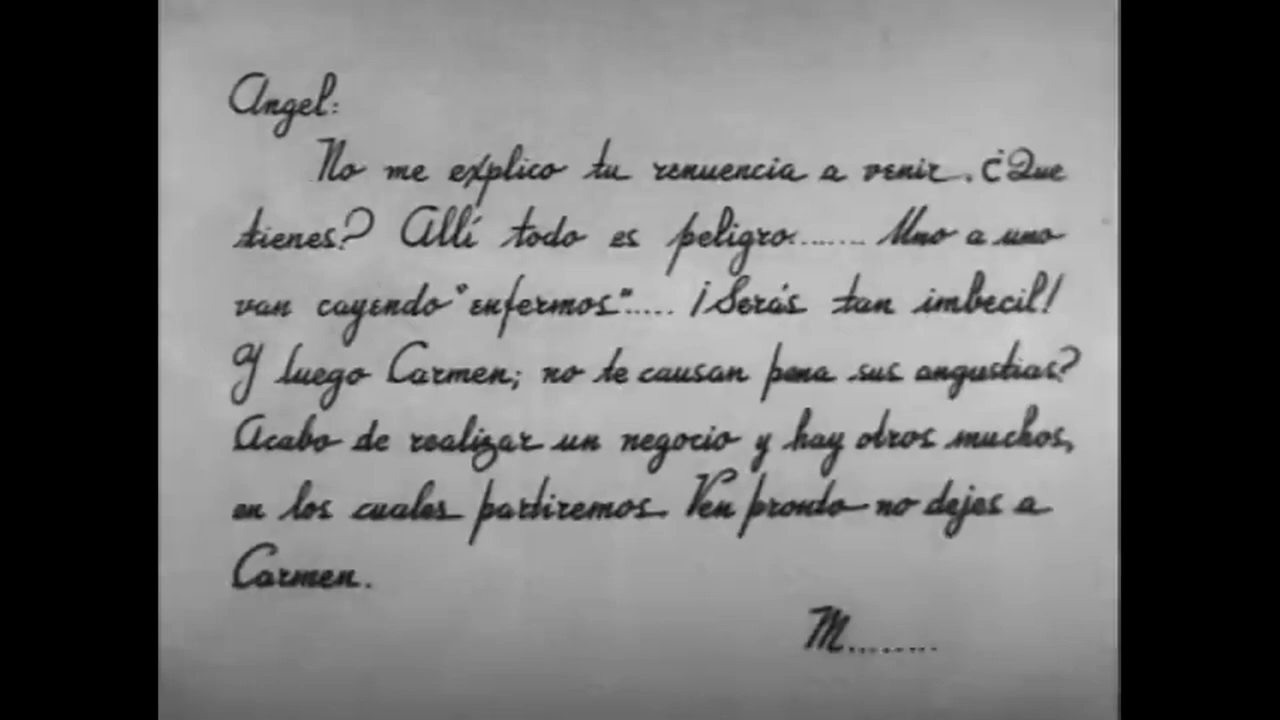 Angel:
No me explico tu renuencia a venir. ¿Que
tienes? Allí todo es peligro........ Uno a uno
van cayendo "enfermos"..... ¡Serás tan imbecil!
Y luego Carmen; no te causan pena sus angustias?
Acabo de realizar un negocio y hay otros muchos,
en los cuales partiremos. Ven pronto no dejes a
Carmen.
M.........